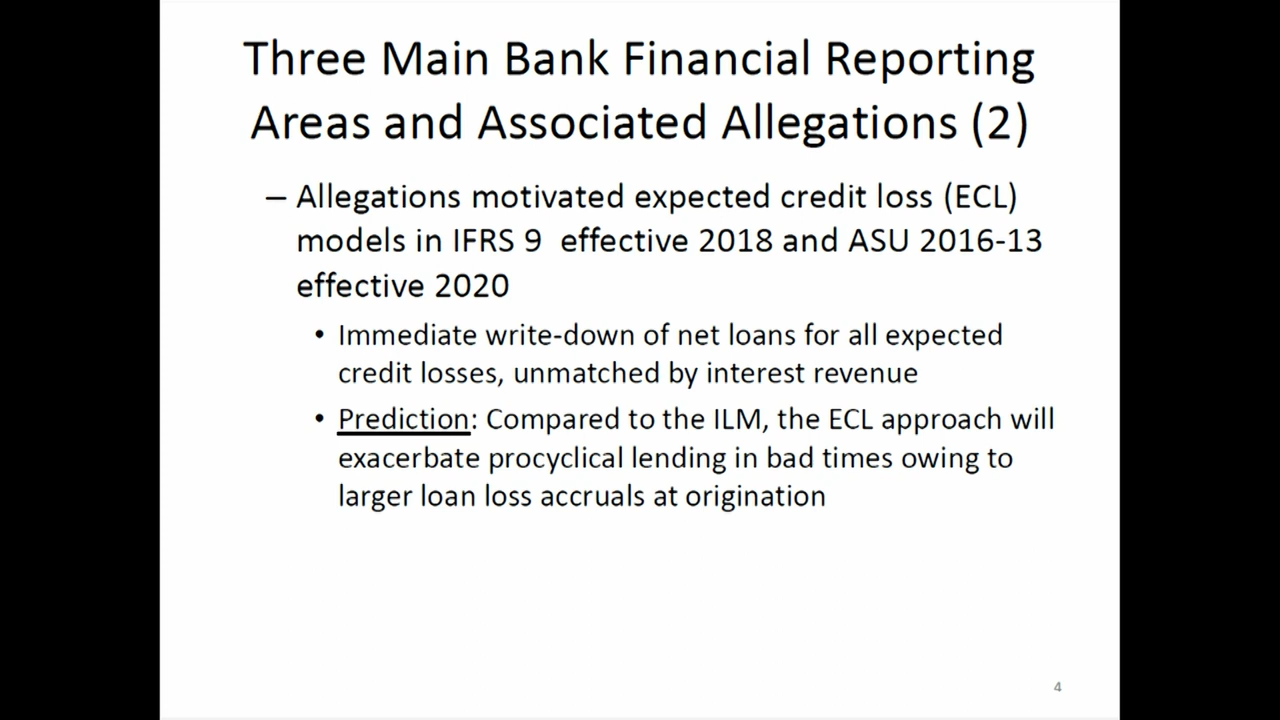 Three Main Bank Financial Reporting
Areas and Associated Allegations (2)
– Allegations motivated expected credit loss (ECL)
models in IFRS 9  effective 2018 and ASU 2016-13
effective 2020
• Immediate write-down of net loans for all expected
credit losses, unmatched by interest revenue
• Prediction: Compared to the ILM, the ECL approach will
exacerbate procyclical lending in bad times owing to
larger loan loss accruals at origination
4